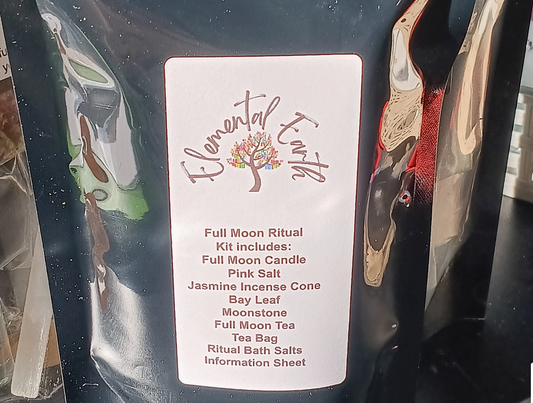 Elemental Earth
Full Moon Ritual
Kit includes:
Full Moon Candle
Pink Salt
Jasmine Incense Cone
Bay Leaf
Moonstone
Full Moon Tea
Tea Bag
Ritual Bath Salts
Information Sheet